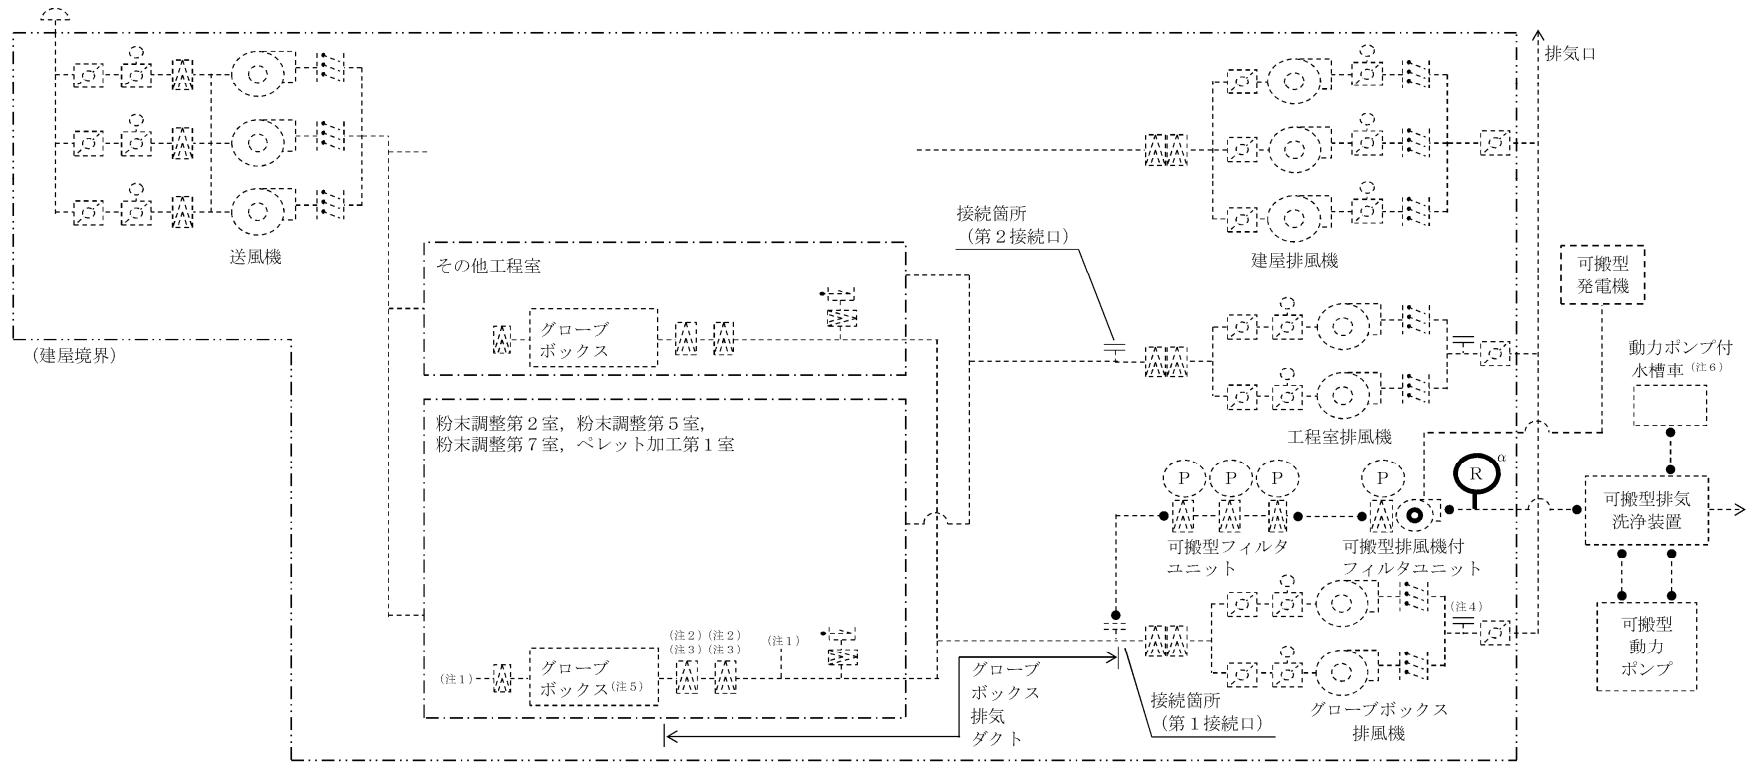 排気口
送風機
接続箇所
（第２接続口）
建屋排風機
その他工程室
可搬型
発電機
グローブ
ボックス
（建屋境界）
動力ポンプ付
水槽車（注６）
粉末調整第２室，粉末調整第５室，
粉末調整第７室，ペレット加工第１室
工程室排風機
P
P
P
P
R
α
可搬型排気
洗浄装置
可搬型フィルタ
ユニット
可搬型排風機付
フィルタユニット
（注４）
（注２）（注２）
（注３）（注３）
（注１）
可搬型
動力
ポンプ
（注１）
グローブ
ボックス（注５）
グローブ
ボックス
排気
ダクト
接続箇所
（第１接続口）
グローブボックス
排風機